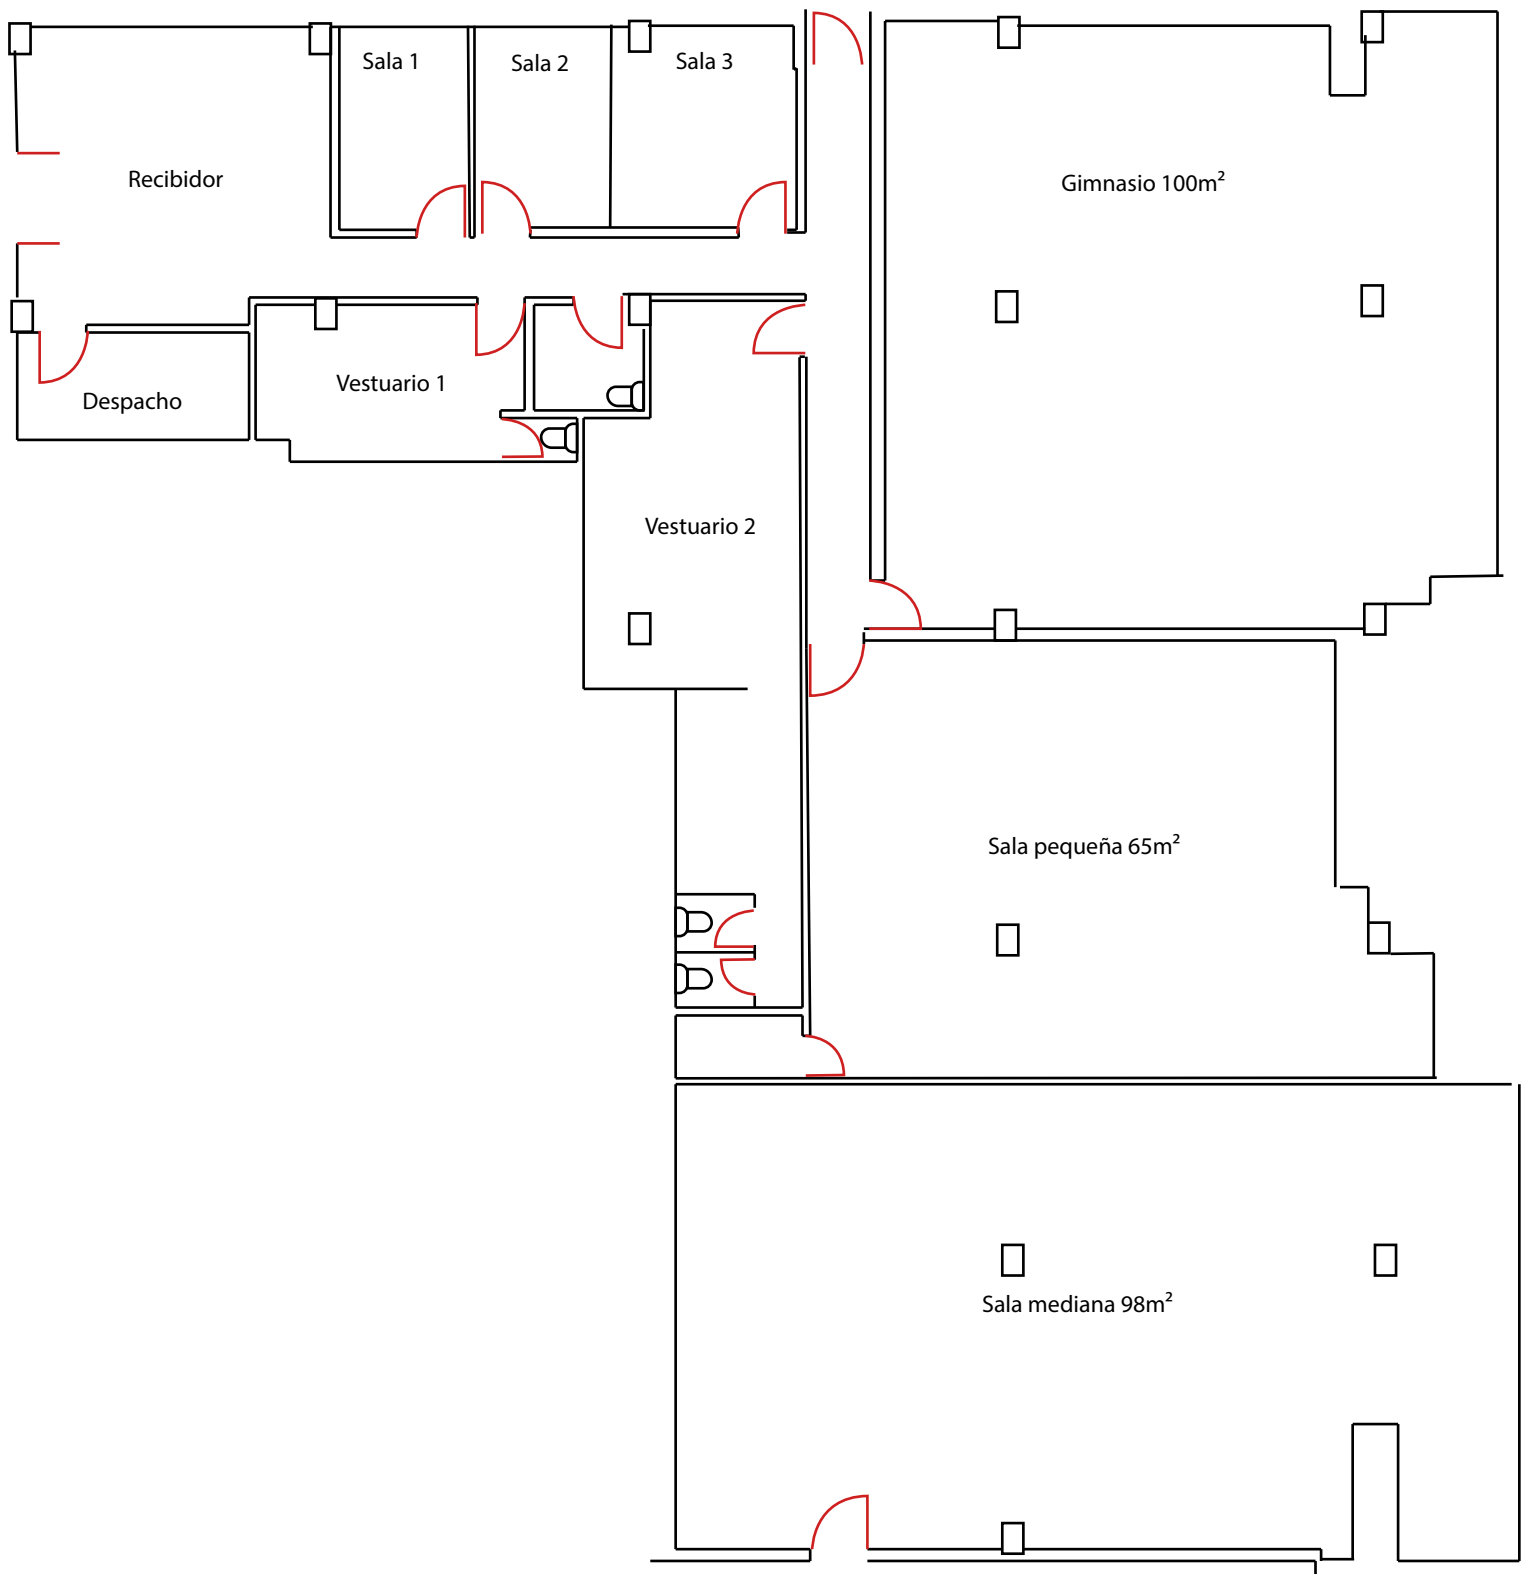 Sala 1
Sala 2
Sala 3
Recibidor
Gimnasio 100m²
Vestuario 1
Despacho
Vestuario 2
Sala pequeña 65m²
Sala mediana 98m²